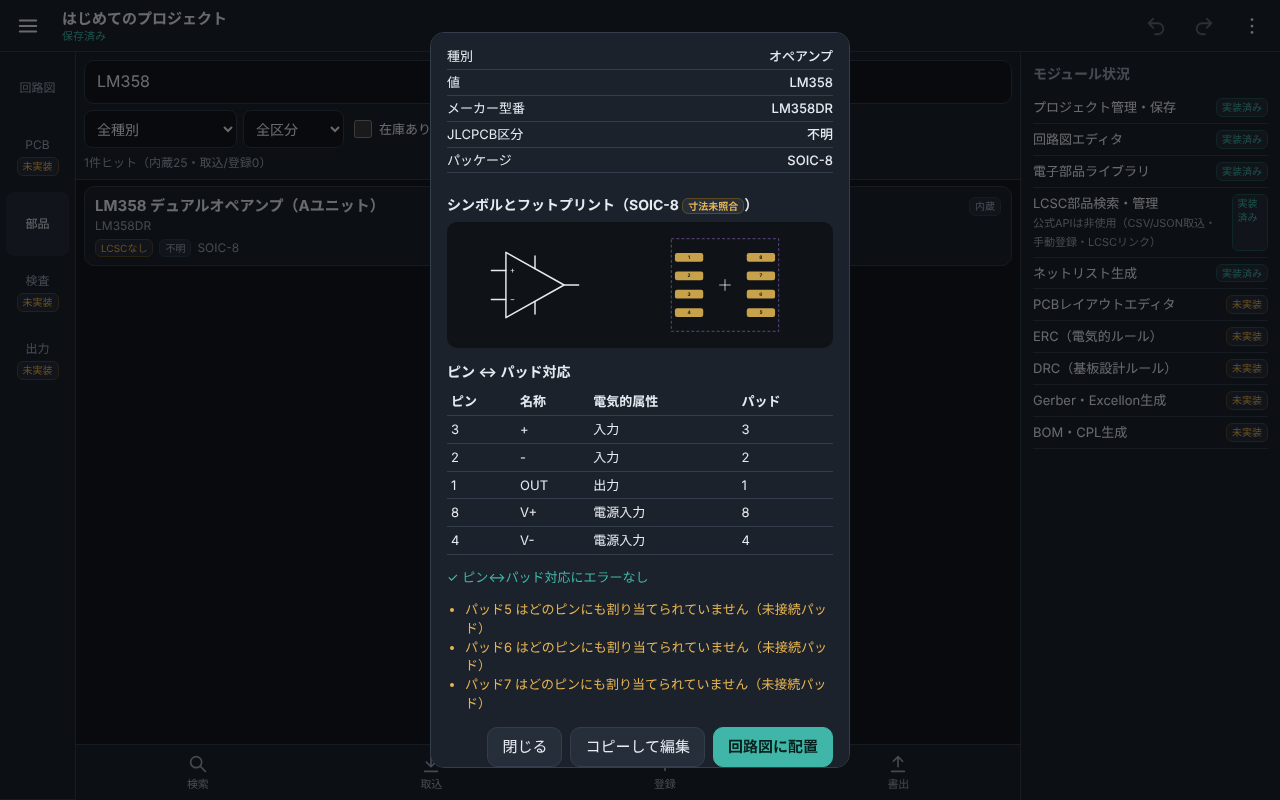 はじめてのプロジェクト
保存済み
回路図
PCB
未実装
部品
検査
未実装
出力
未実装
LM358
全種別
全区分
在庫あり
1件ヒット（内蔵25・取込/登録0）
LM358 デュアルオペアンプ（Aユニット）
LM358DR
LCSCなし 不明 SOIC-8
内蔵
検索
取込
登録
書出
種別 オペアンプ
値 LM358
メーカー型番 LM358DR
JLCPCB区分 不明
パッケージ SOIC-8
シンボルとフットプリント（SOIC-8 寸法未照合）
+
−
1 8
2 7
3 6
4 5
ピン ↔ パッド対応
ピン 名称 電気的属性 パッド
3 + 入力 3
2 - 入力 2
1 OUT 出力 1
8 V+ 電源入力 8
4 V- 電源入力 4
✓ ピン↔パッド対応にエラーなし
• パッド5 はどのピンにも割り当てられていません（未接続パッ
ド）
• パッド6 はどのピンにも割り当てられていません（未接続パッ
ド）
• パッド7 はどのピンにも割り当てられていません（未接続パッ
ド）
閉じる
コピーして編集
回路図に配置
モジュール状況
プロジェクト管理・保存 実装済み
回路図エディタ 実装済み
電子部品ライブラリ 実装済み
LCSC部品検索・管理 実装
済み
公式APIは非使用（CSV/JSON取込・
手動登録・LCSCリンク）
ネットリスト生成 実装済み
PCBレイアウトエディタ 未実装
ERC（電気的ルール） 未実装
DRC（基板設計ルール） 未実装
Gerber・Excellon生成 未実装
BOM・CPL生成 未実装